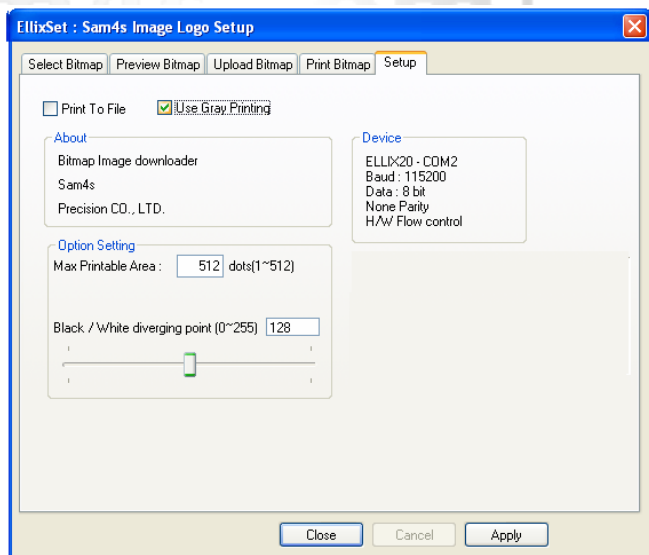 EllixSet : Sam4s Image Logo Setup
Select Bitmap Preview Bitmap Upload Bitmap Print Bitmap Setup
Print To File Use Gray Printing
About
Bitmap Image downloader
Sam4s
Precision CO., LTD.
Device
ELLIX20 - COM2
Baud : 115200
Data : 8 bit
None Parity
H/W Flow control
Option Setting
Max Printable Area : 512 dots(1~512)
Black / White diverging point (0~255) 128
Close Cancel Apply